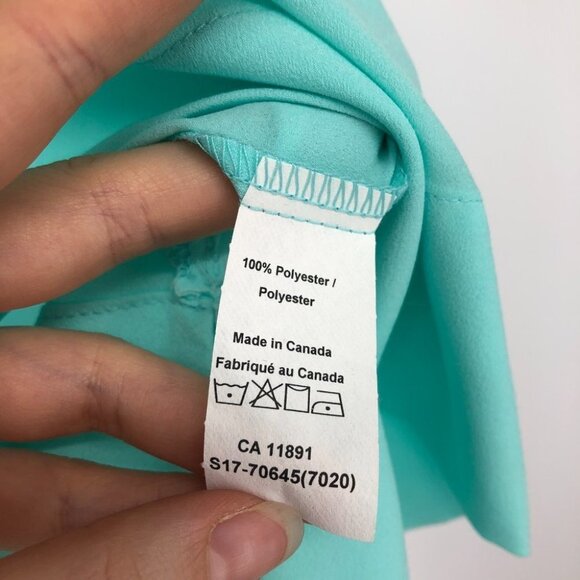 100% Polyester /
Polyester
Made in Canada
Fabriqué au Canada
CA 11891
S17-70645(7020)